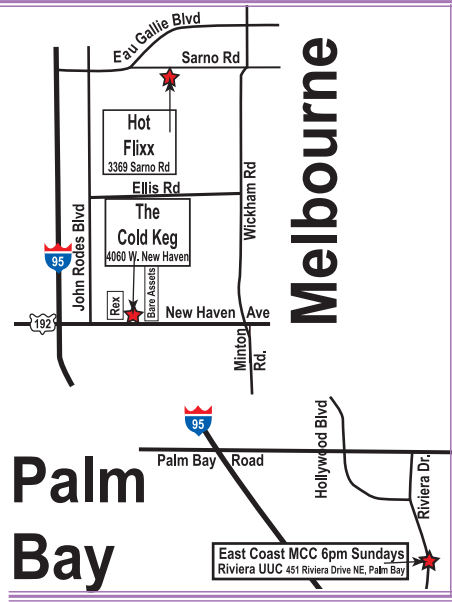 Eau Gallie Blvd
Sarno Rd
Melbourne
Hot
Flixx
3369 Sarno Rd
Ellis Rd
Wickham Rd
John Rodes Blvd
The
Cold Keg
4060 W. New Haven
95
Rex
Bare Assets
New Haven Ave
192
Minton
Rd.
95
Hollywood Blvd
Palm Bay Road
Riviera Dr.
Palm
Bay
East Coast MCC 6pm Sundays
Riviera UUC 451 Riviera Drive NE, Palm Bay